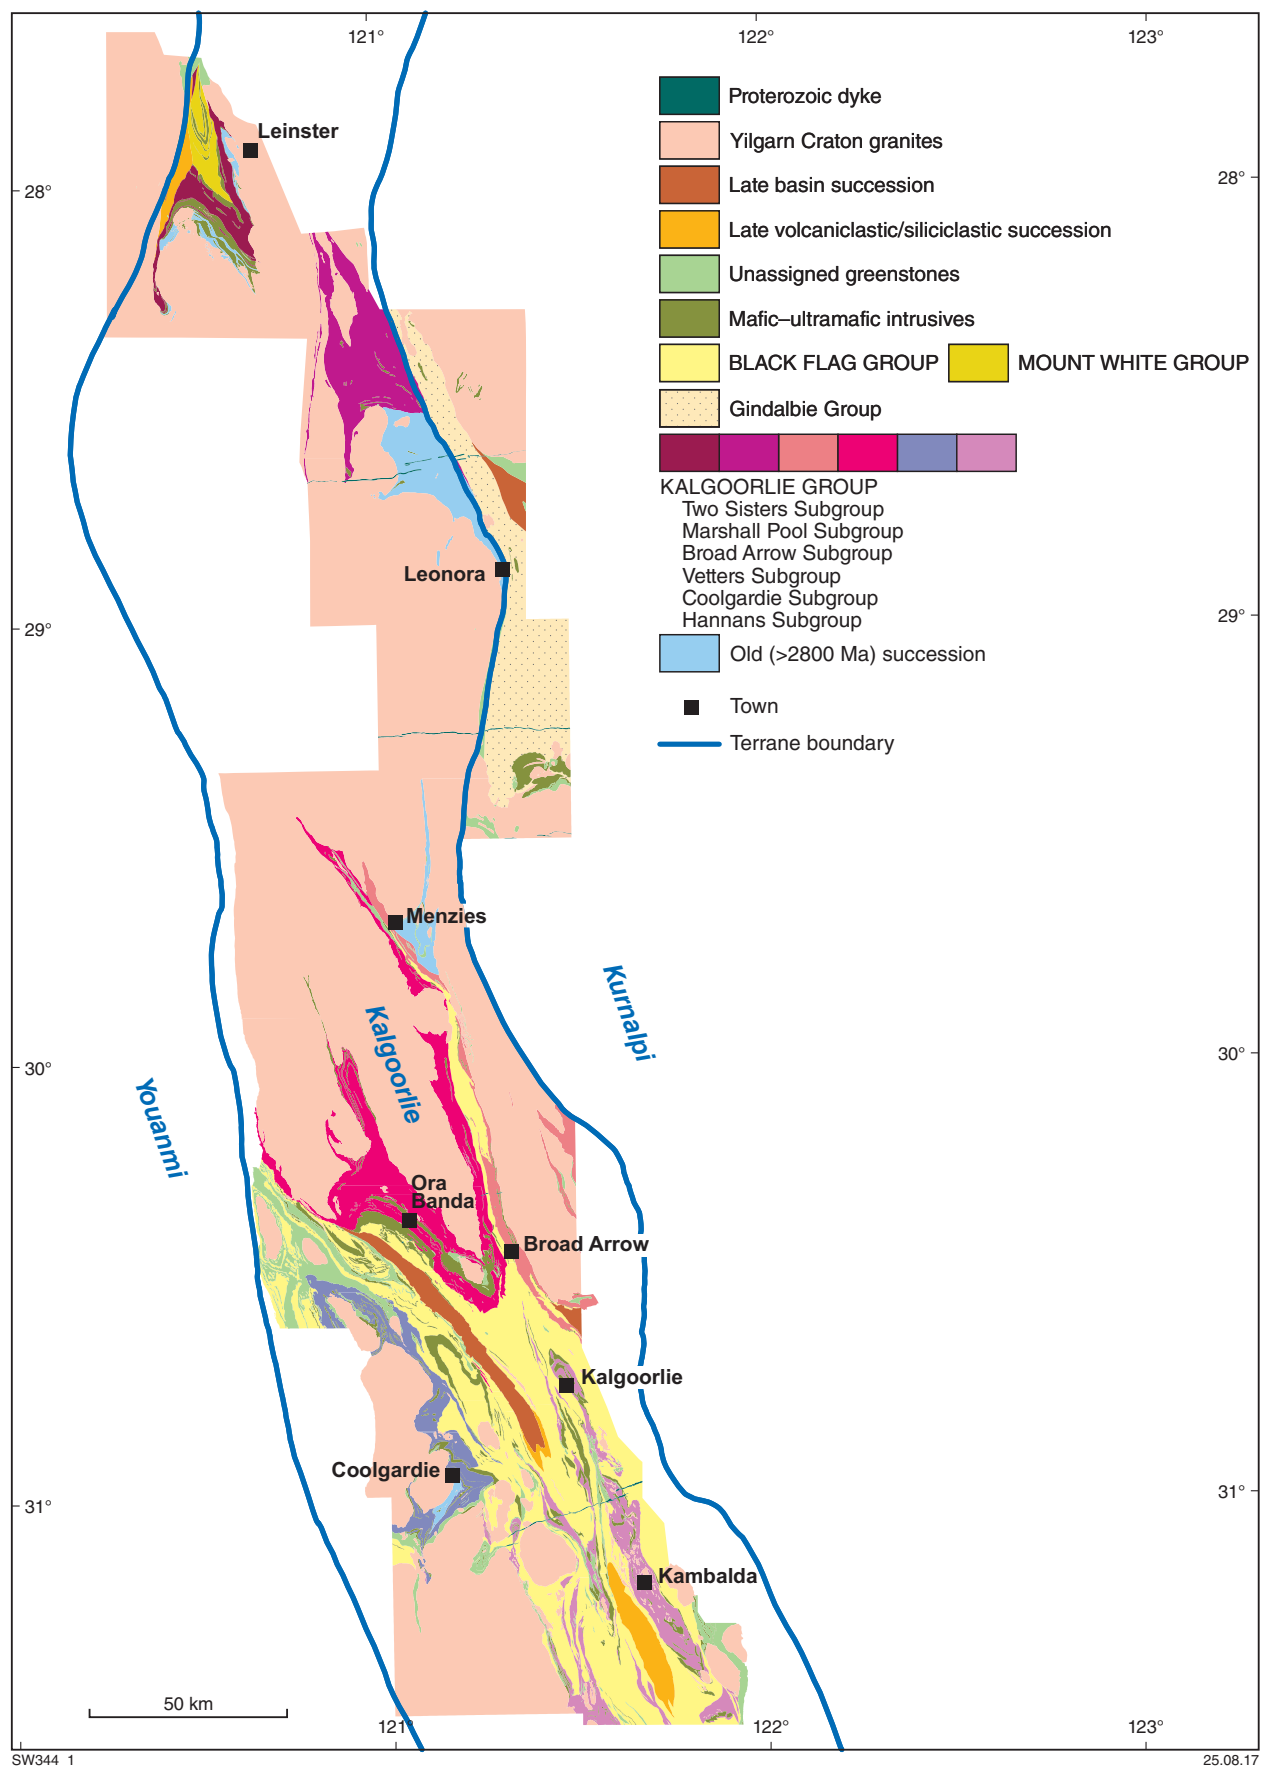 121°
122°
123°
Proterozoic dyke
Leinster
Yilgarn Craton granites
28°
Late basin succession
28°
Late volcaniclastic/siliciclastic succession
Unassigned greenstones
Mafic–ultramafic intrusives
BLACK FLAG GROUP
MOUNT WHITE GROUP
Gindalbie Group
KALGOORLIE GROUP
Two Sisters Subgroup
Marshall Pool Subgroup
Broad Arrow Subgroup
Vetters Subgroup
Coolgardie Subgroup
Hannans Subgroup
Leonora
29°
29°
Old (>2800 Ma) succession
Town
Terrane boundary
Menzies
Kurnalpi
Kalgoorlie
30°
30°
Youanmi
Ora
Banda
Broad Arrow
Kalgoorlie
Coolgardie
31°
31°
Kambalda
50 km
121°
122°
123°
SW344 1
25.08.17